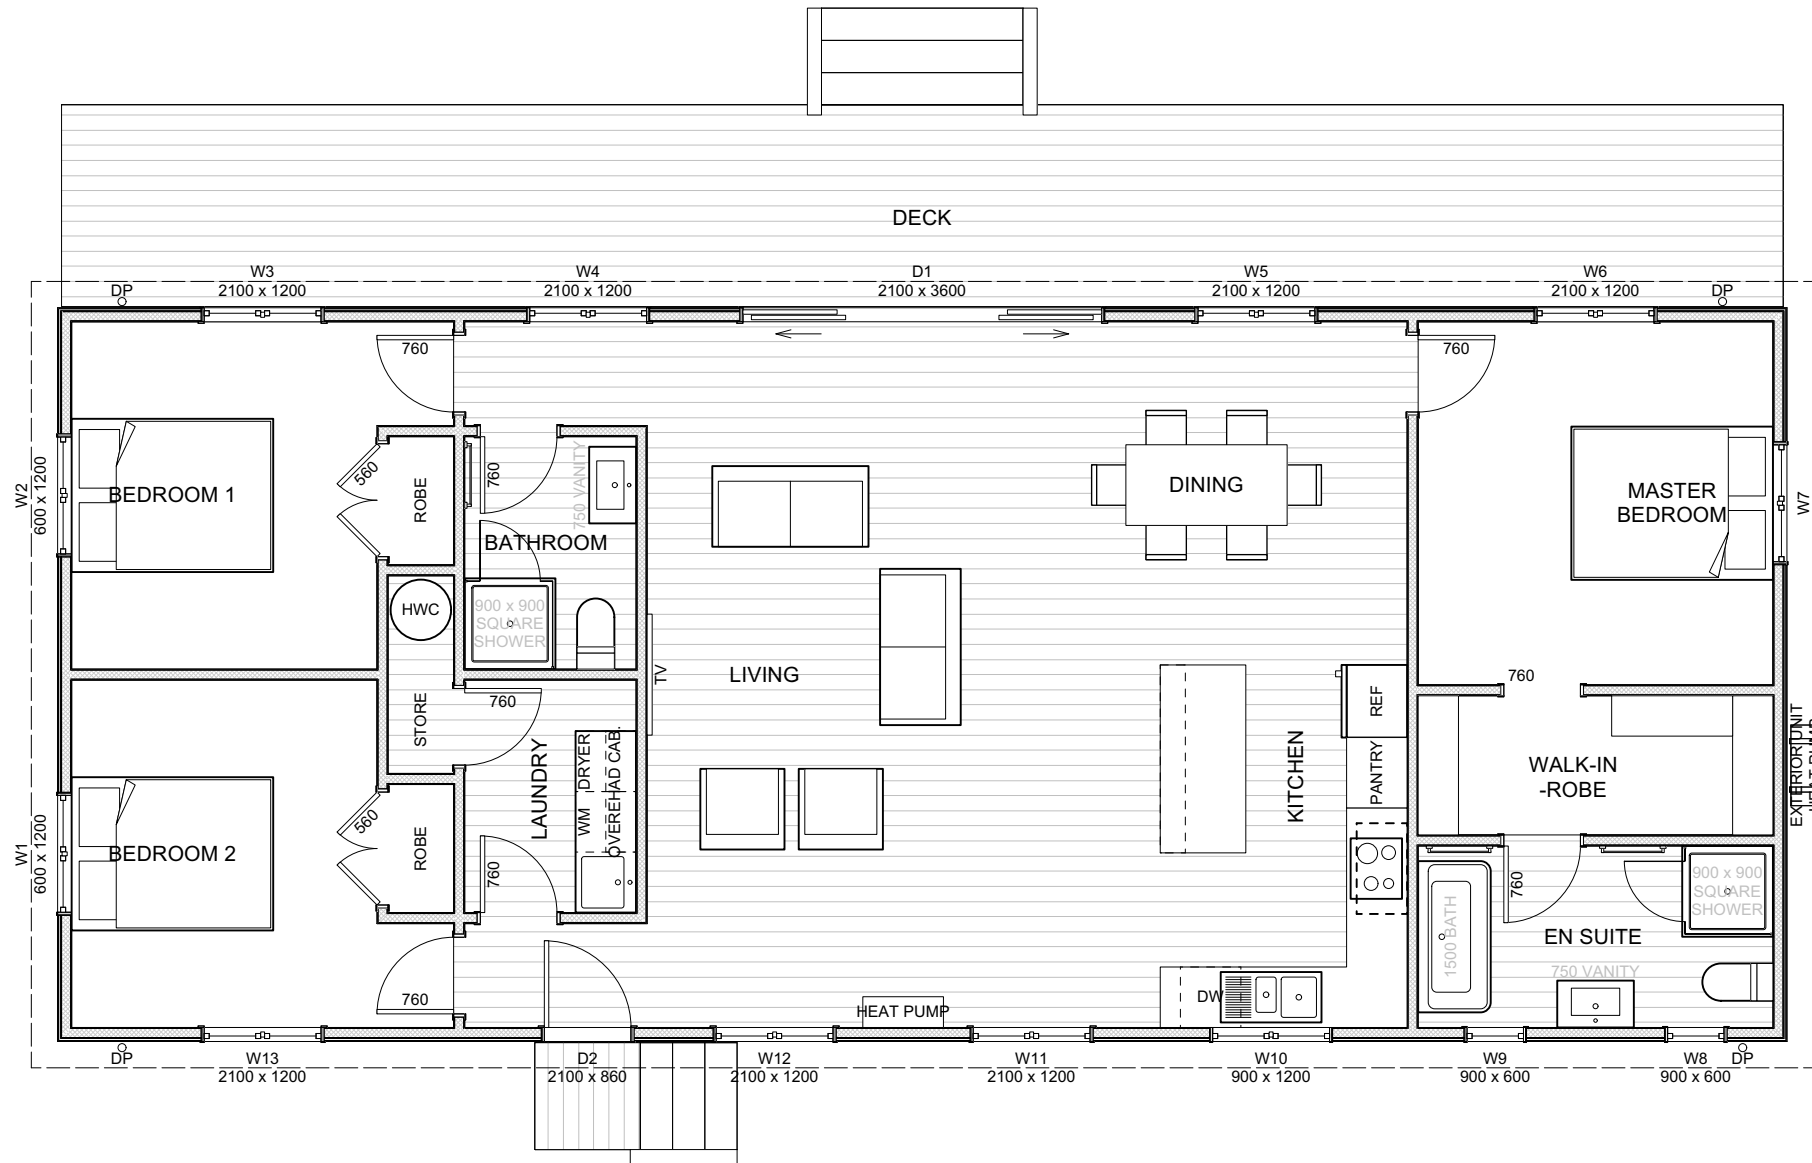 DECK
W3
2100 x 1200
W4
2100 x 1200
D1
2100 x 3600
W5
2100 x 1200
W6
2100 x 1200
DP
DP
760
760
W2
600 x 1200
BEDROOM 1
560
ROBE
760
750 VANITY
BATHROOM
900 x 900
SQUARE
SHOWER
HWC
DINING
MASTER
BEDROOM
W7
LIVING
TV
760
STORE
760
LAUNDRY
WM
DRYER
OVEREHAD CAB.
KITCHEN
REF
PANTRY
WALK-IN
-ROBE
EXTERIOR UNIT
HEAT PUMP
W1
600 x 1200
BEDROOM 2
560
ROBE
760
760
1500 BATH
900 x 900
SQUARE
SHOWER
EN SUITE
750 VANITY
760
HEAT PUMP
DW
DP
W13
2100 x 1200
D2
2100 x 860
W12
2100 x 1200
W11
2100 x 1200
W10
900 x 1200
W9
900 x 600
W8
900 x 600
DP